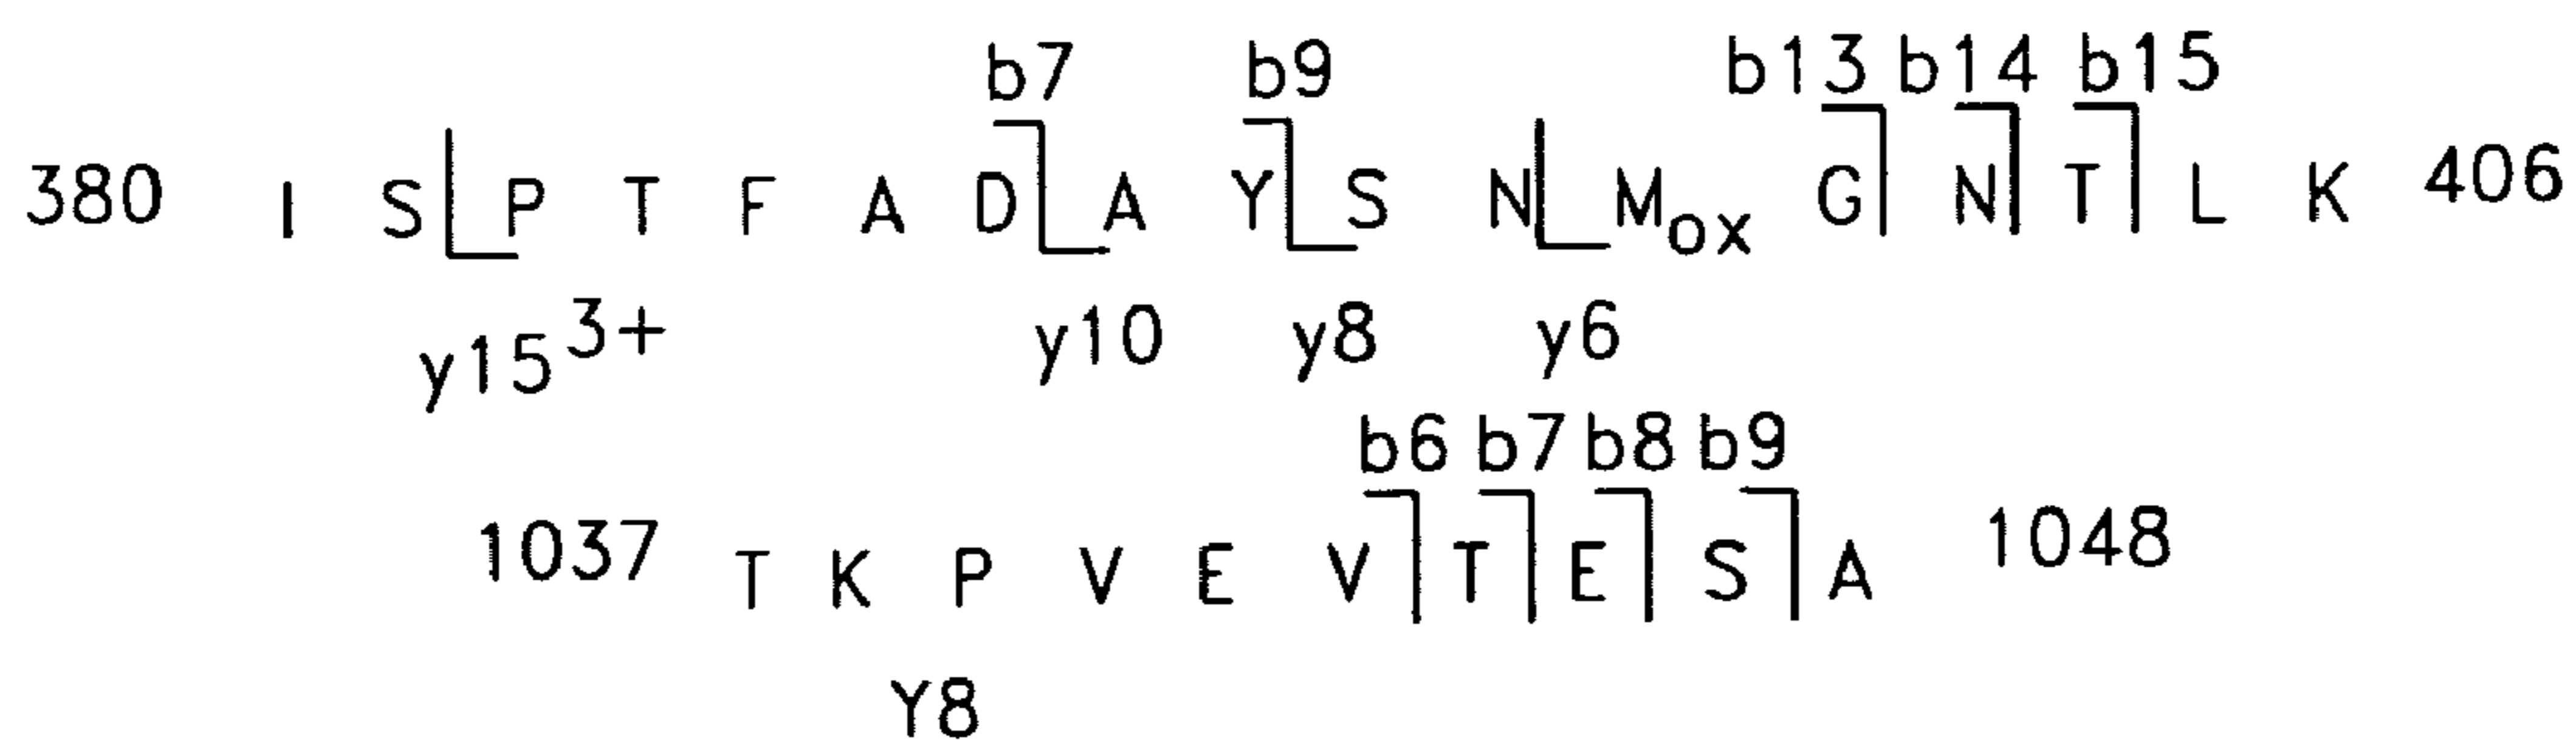 b7 b9 b13 b14 b15
380 I S P T F A D A Y S N Mox G N T L K 406
y15 3+ y10 y8 y6
b6 b7 b8 b9
1037 T K P V E V T E S A 1048
Y8